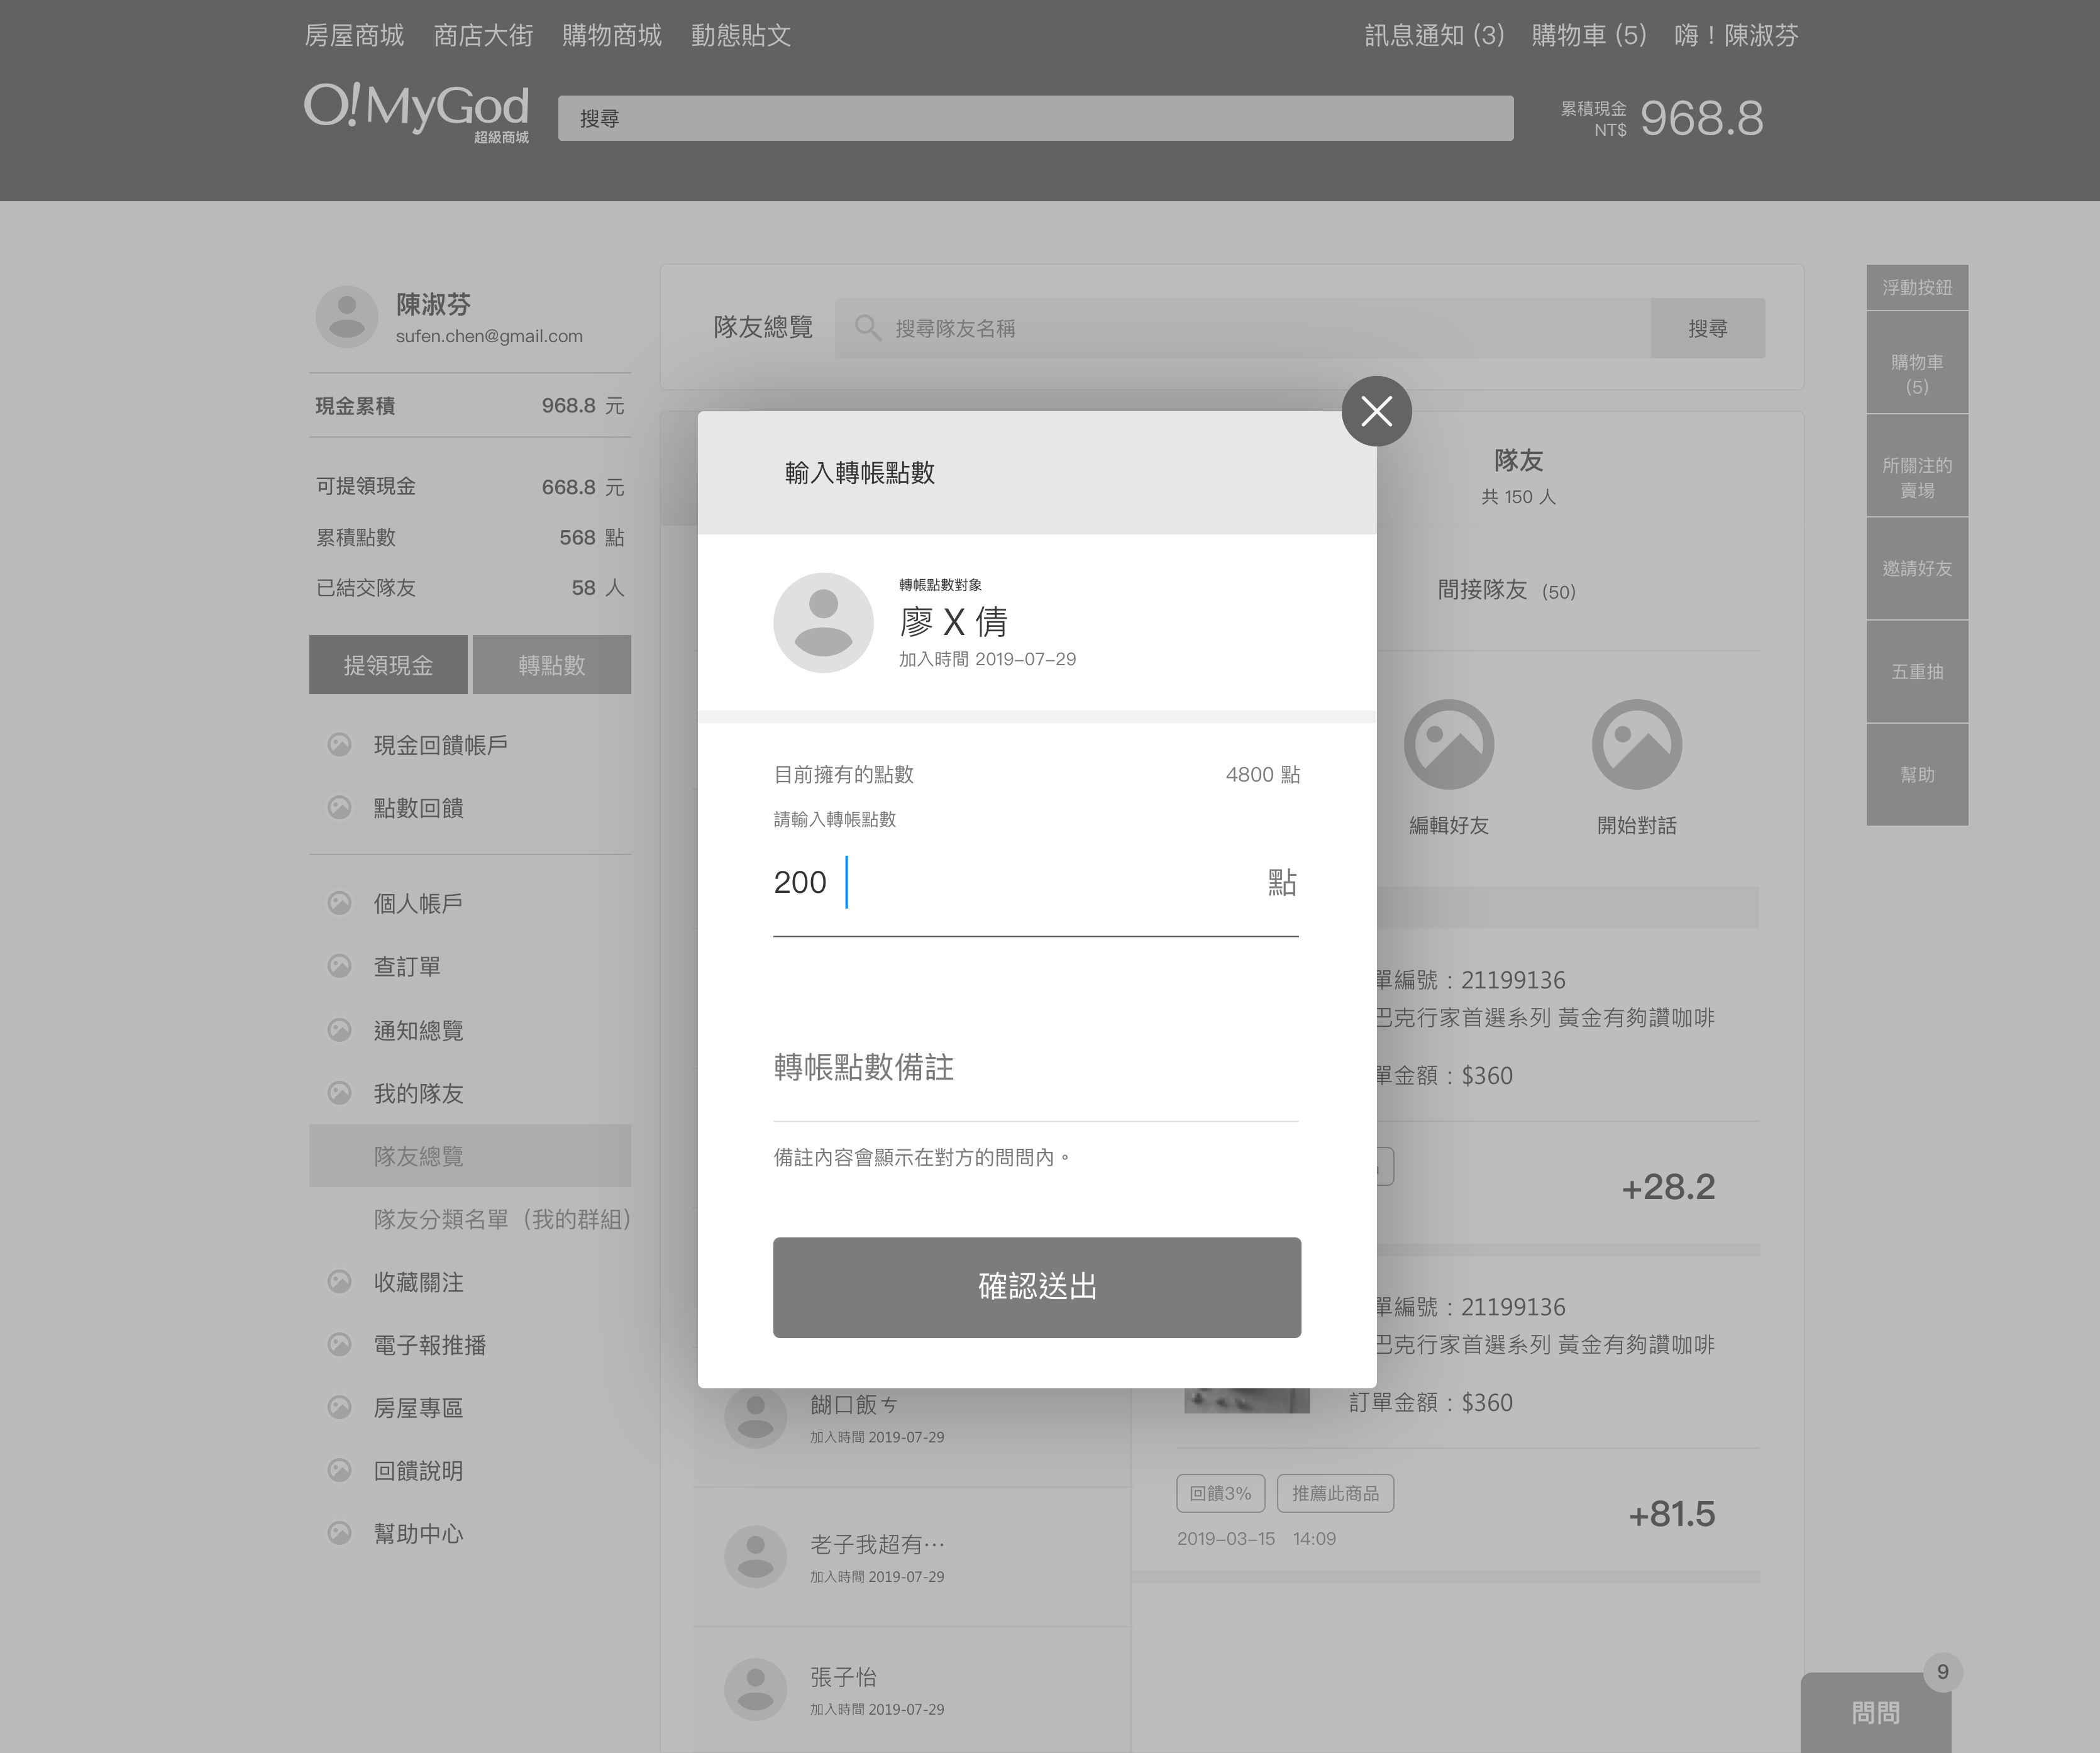 房屋商城 商店大街 購物商城 動態貼文 訊息通知 (3) 購物車 (5) 嗨！陳淑芬
O!MyGod
超級商城
搜尋
累積現金
NT$ 968.8
陳淑芬
sufen.chen@gmail.com
現金累積 968.8 元
可提領現金 668.8 元
累積點數 568 點
已結交隊友 58 人
提領現金 轉點數
現金回饋帳戶
點數回饋
個人帳戶
查訂單
通知總覽
我的隊友
隊友總覽
隊友分類名單（我的群組）
收藏關注
電子報推播
房屋專區
回饋說明
幫助中心
隊友總覽 搜尋隊友名稱 搜尋
輸入轉帳點數
轉帳點數對象
廖 X 倩
加入時間 2019-07-29
目前擁有的點數 4800 點
請輸入轉帳點數
200 點
轉帳點數備註
備註內容會顯示在對方的問問內。
確認送出
餬口飯ㄘ
加入時間 2019-07-29
老子我超有…
加入時間 2019-07-29
張子怡
加入時間 2019-07-29
隊友
共 150 人
間接隊友 (50)
編輯好友 開始對話
單編號：21199136
巴克行家首選系列 黃金有夠讚咖啡
單金額：$360
+28.2
單編號：21199136
巴克行家首選系列 黃金有夠讚咖啡
訂單金額：$360
回饋3% 推薦此商品
2019-03-15 14:09
+81.5
浮動按鈕
購物車
(5)
所關注的
賣場
邀請好友
五重抽
幫助
9
問問